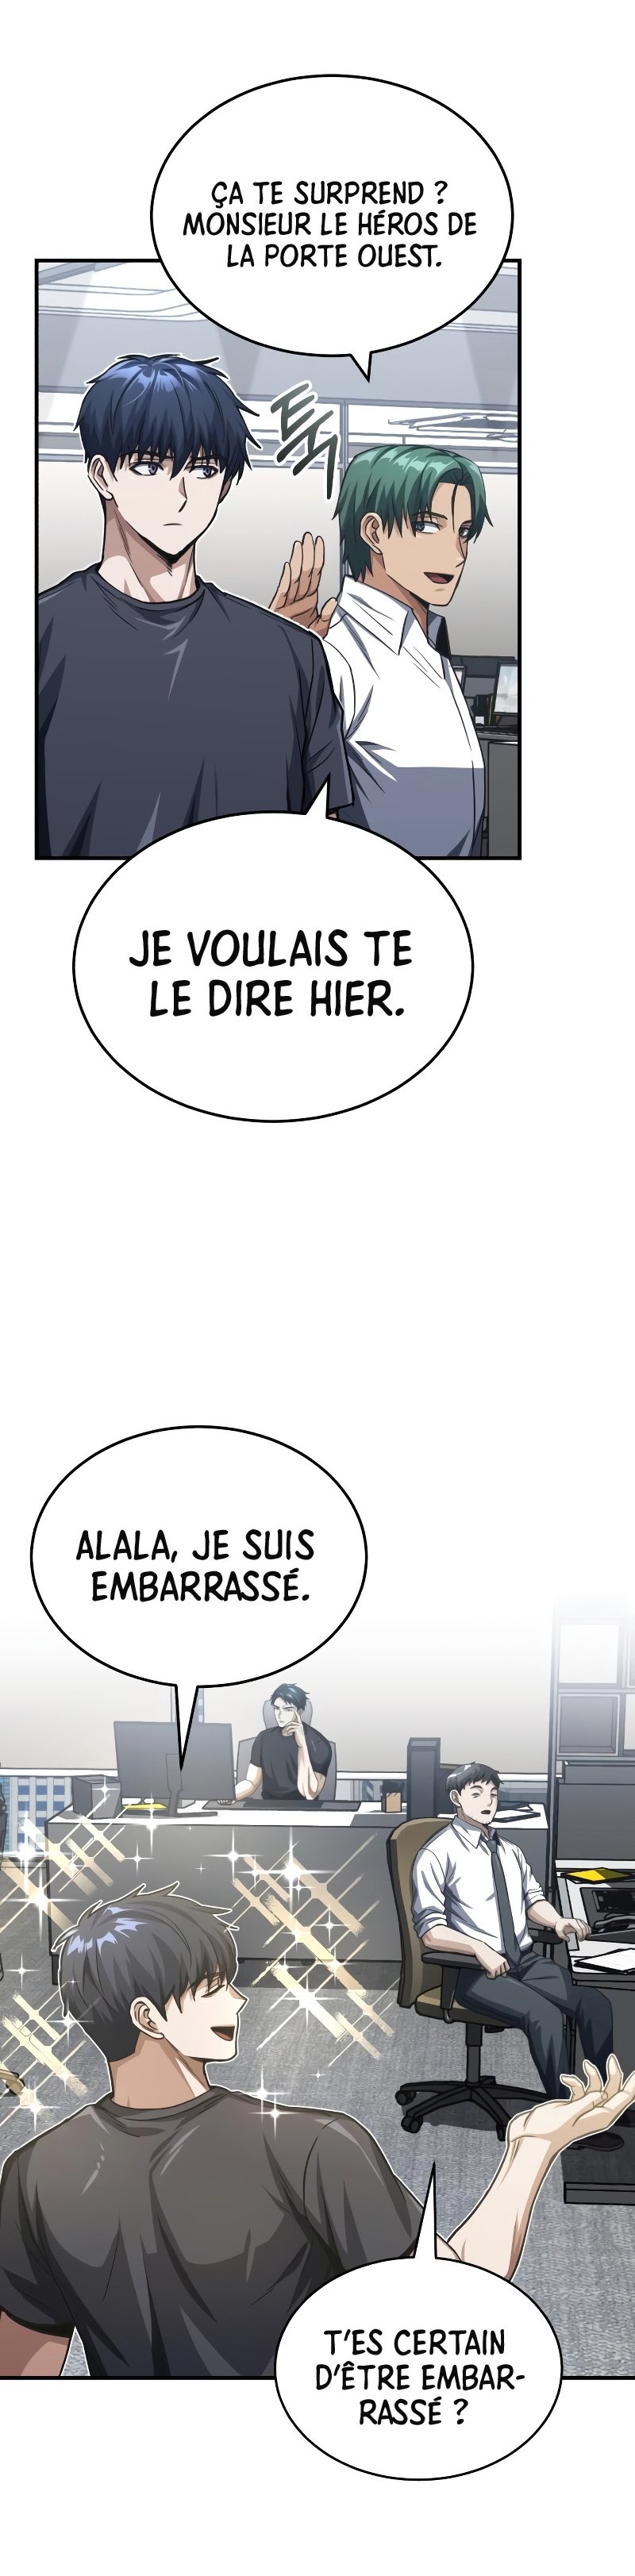 ÇA TE SURPREND ?
MONSIEUR LE HÉROS DE
LA PORTE OUEST.
툭
JE VOULAIS TE
LE DIRE HIER.
ALALA, JE SUIS
EMBARRASSÉ.
T'ES CERTAIN
D'ÊTRE EMBAR-
RASSÉ ?